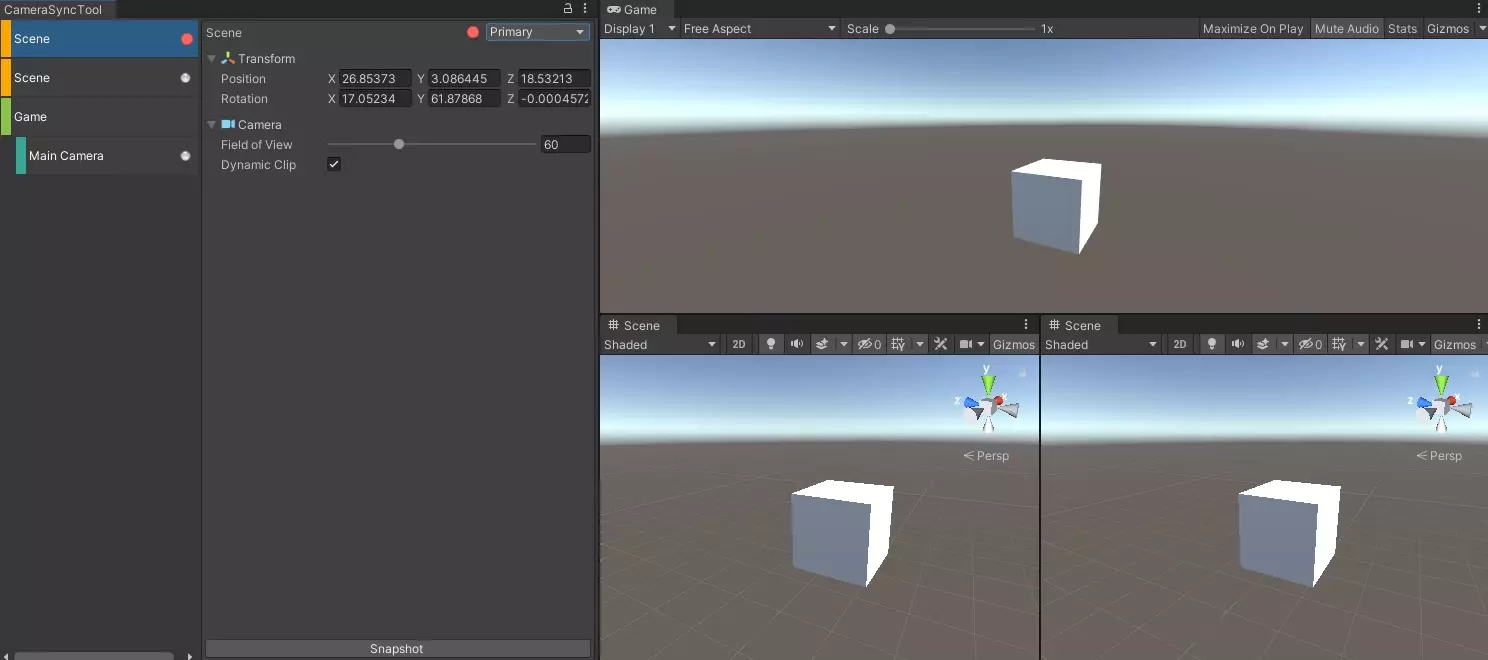 CameraSyncTool
Scene
Scene
Game
Main Camera
Scene Primary
Transform
Position X 26.85373 Y 3.086445 Z 18.53213
Rotation X 17.05234 Y 61.87868 Z -0.0004572
Camera
Field of View 60
Dynamic Clip
Snapshot
Game
Display 1 Free Aspect Scale 1x Maximize On Play Mute Audio Stats Gizmos
Scene
Shaded 2D 0 Gizmos
y
z x
Persp
Scene
Shaded 2D 0 Gizmos
y
z x
Persp